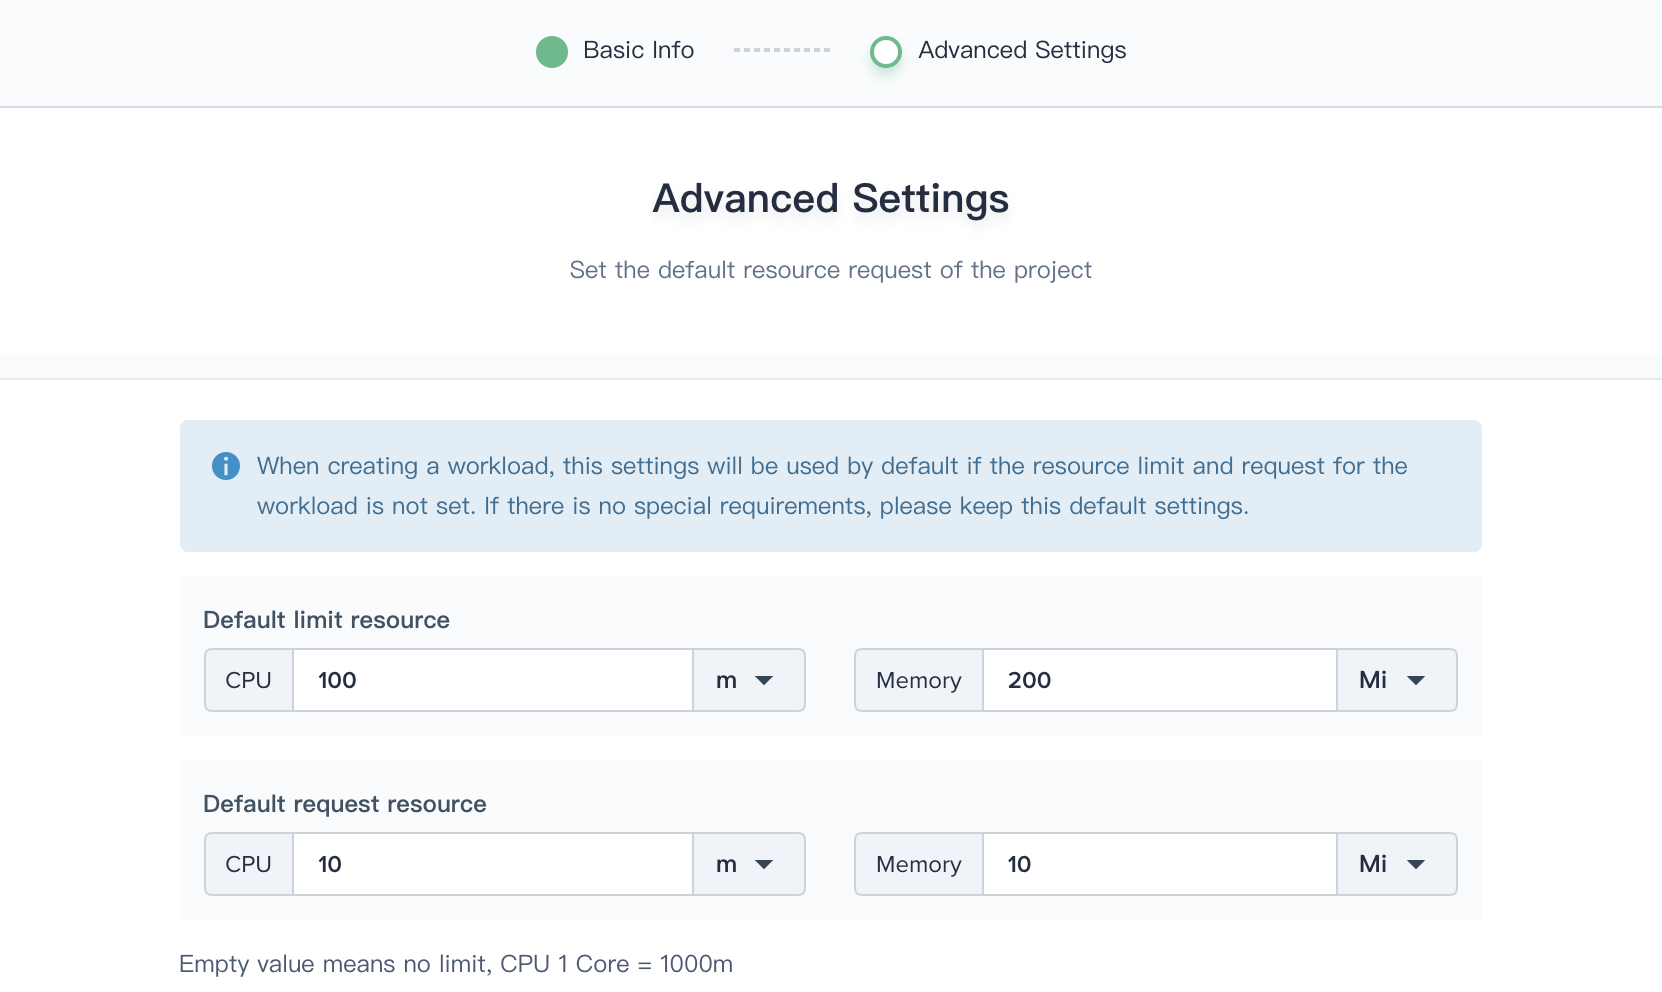 Basic Info
Advanced Settings
Advanced Settings
Set the default resource request of the project
When creating a workload, this settings will be used by default if the resource limit and request for the
workload is not set. If there is no special requirements, please keep this default settings.
Default limit resource
CPU 100 m Memory 200 Mi
Default request resource
CPU 10 m Memory 10 Mi
Empty value means no limit, CPU 1 Core = 1000m